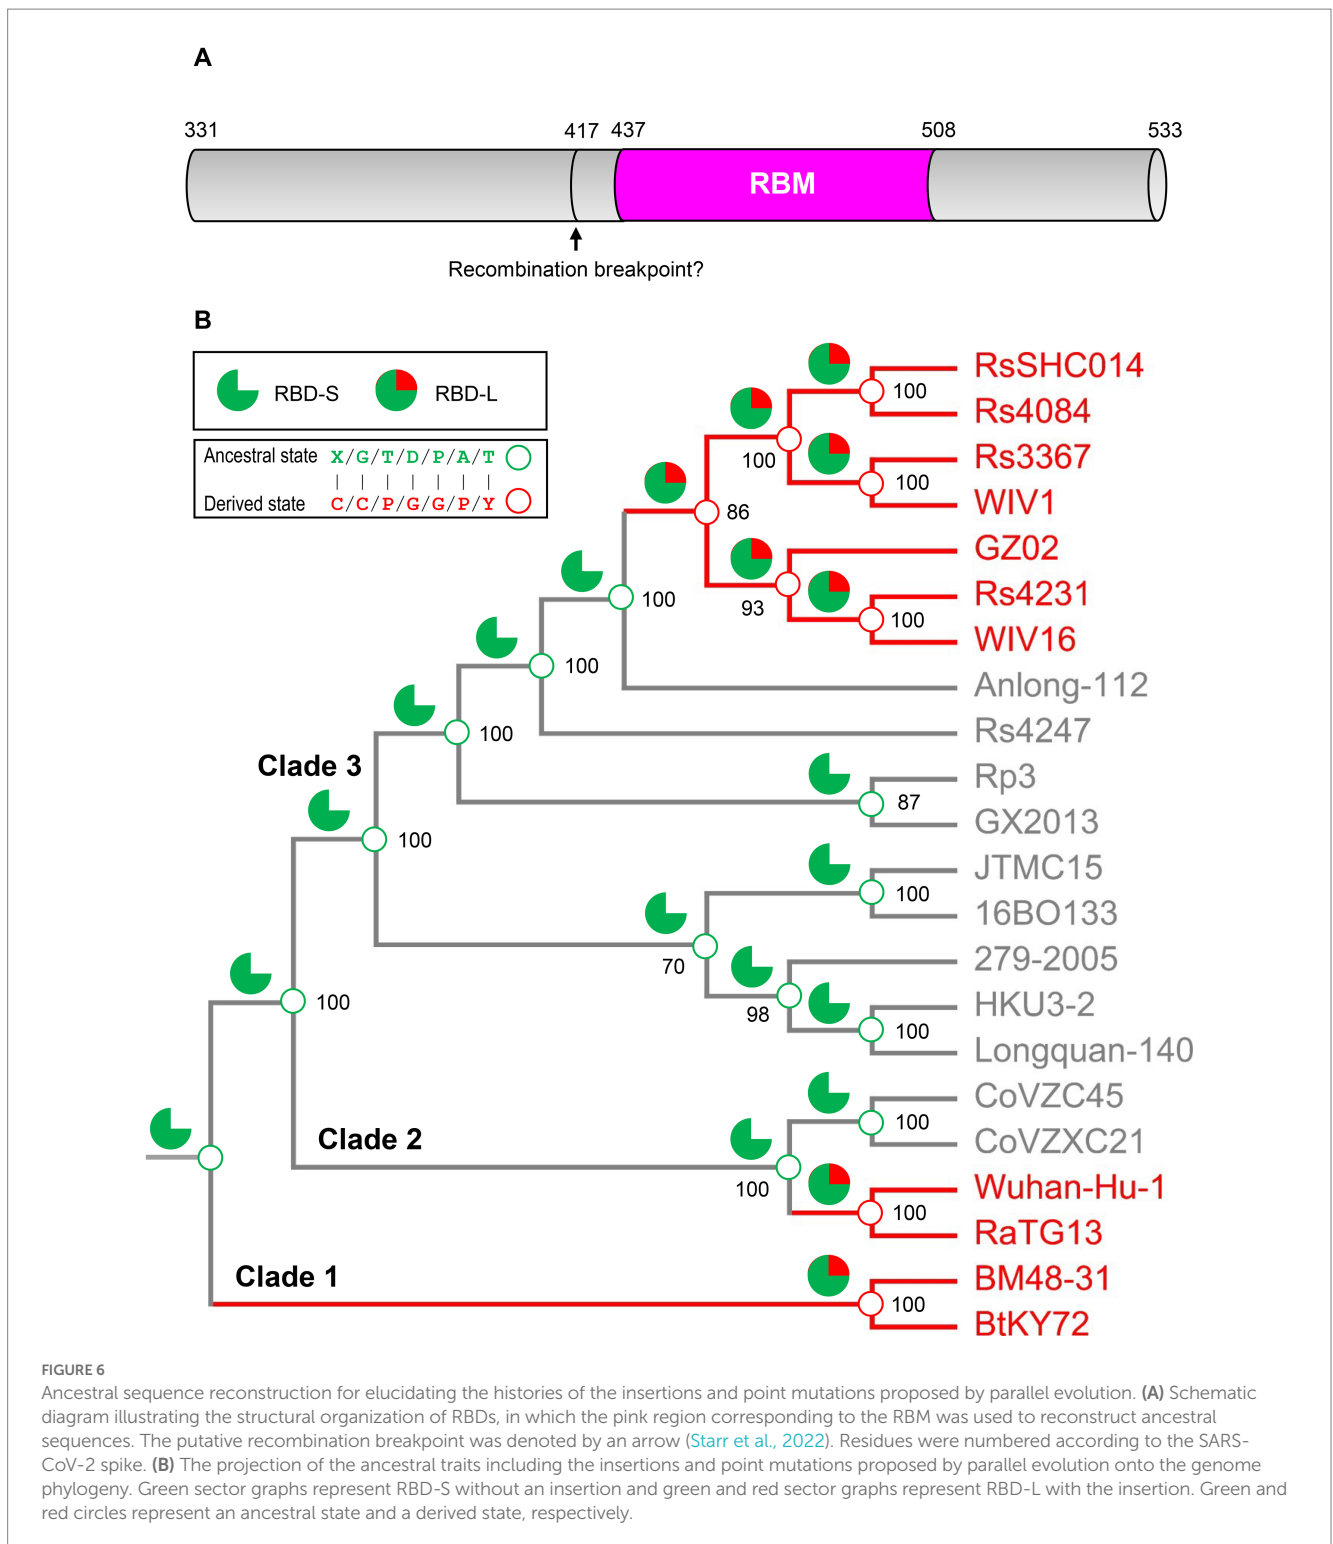 A
331
417
437
508
533
RBM
Recombination breakpoint?
B
RBD-S
RBD-L
Ancestral state X/G/T/D/P/A/T
Derived state C/C/P/G/G/P/Y
RsSHC014
100
Rs4084
100
Rs3367
100
WIV1
86
GZ02
93
Rs4231
100
WIV16
100
Anlong-112
100
Rs4247
100
Clade 3
Rp3
87
GX2013
100
JTMC15
100
16BO133
70
279-2005
98
HKU3-2
100
Longquan-140
100
CoVZC45
100
CoVZXC21
Clade 2
100
Wuhan-Hu-1
100
RaTG13
Clade 1
BM48-31
100
BtKY72
FIGURE 6
Ancestral sequence reconstruction for elucidating the histories of the insertions and point mutations proposed by parallel evolution. (A) Schematic
diagram illustrating the structural organization of RBDs, in which the pink region corresponding to the RBM was used to reconstruct ancestral
sequences. The putative recombination breakpoint was denoted by an arrow (Starr et al., 2022). Residues were numbered according to the SARS-
CoV-2 spike. (B) The projection of the ancestral traits including the insertions and point mutations proposed by parallel evolution onto the genome
phylogeny. Green sector graphs represent RBD-S without an insertion and green and red sector graphs represent RBD-L with the insertion. Green and
red circles represent an ancestral state and a derived state, respectively.